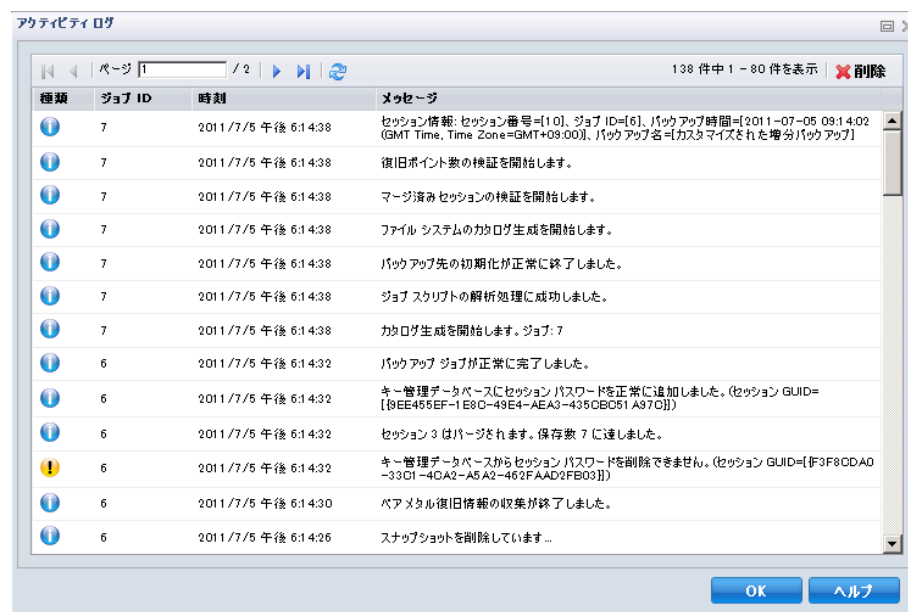 アクティビティ ログ
ページ 1 / 2 138 件中 1 - 80 件を表示 削除
種類 ジョブ ID 時刻 メッセージ
7 2011/7/5 午後 6:14:38 セッション情報: セッション番号=[10]、ジョブ ID=[6]、バックアップ時間=[2011-07-05 09:14:02
(GMT Time, Time Zone=GMT+09:00)]、バックアップ名=[カスタマイズされた増分バックアップ]
7 2011/7/5 午後 6:14:38 復旧ポイント数の検証を開始します。
7 2011/7/5 午後 6:14:38 マージ済みセッションの検証を開始します。
7 2011/7/5 午後 6:14:38 ファイル システムのカタログ生成を開始します。
7 2011/7/5 午後 6:14:38 バックアップ先の初期化が正常に終了しました。
7 2011/7/5 午後 6:14:38 ジョブ スクリプトの解析処理に成功しました。
7 2011/7/5 午後 6:14:38 カタログ生成を開始します。ジョブ: 7
6 2011/7/5 午後 6:14:32 バックアップ ジョブが正常に完了しました。
6 2011/7/5 午後 6:14:32 キー管理データベースにセッション パスワードを正常に追加しました。(セッション GUID=
[{9EE455EF-1E8C-49E4-AEA3-435CBC51A97C}])
6 2011/7/5 午後 6:14:32 セッション 3 はパージされます。保存数 7 に達しました。
6 2011/7/5 午後 6:14:32 キー管理データベースからセッション パスワードを削除できません。(セッション GUID=[{F3F8CDA0
-33C1-4CA2-A5A2-462FAAD2FB03}])
6 2011/7/5 午後 6:14:30 ベアメタル復旧情報の収集が終了しました。
6 2011/7/5 午後 6:14:26 スナップショットを削除しています...
OK ヘルプ